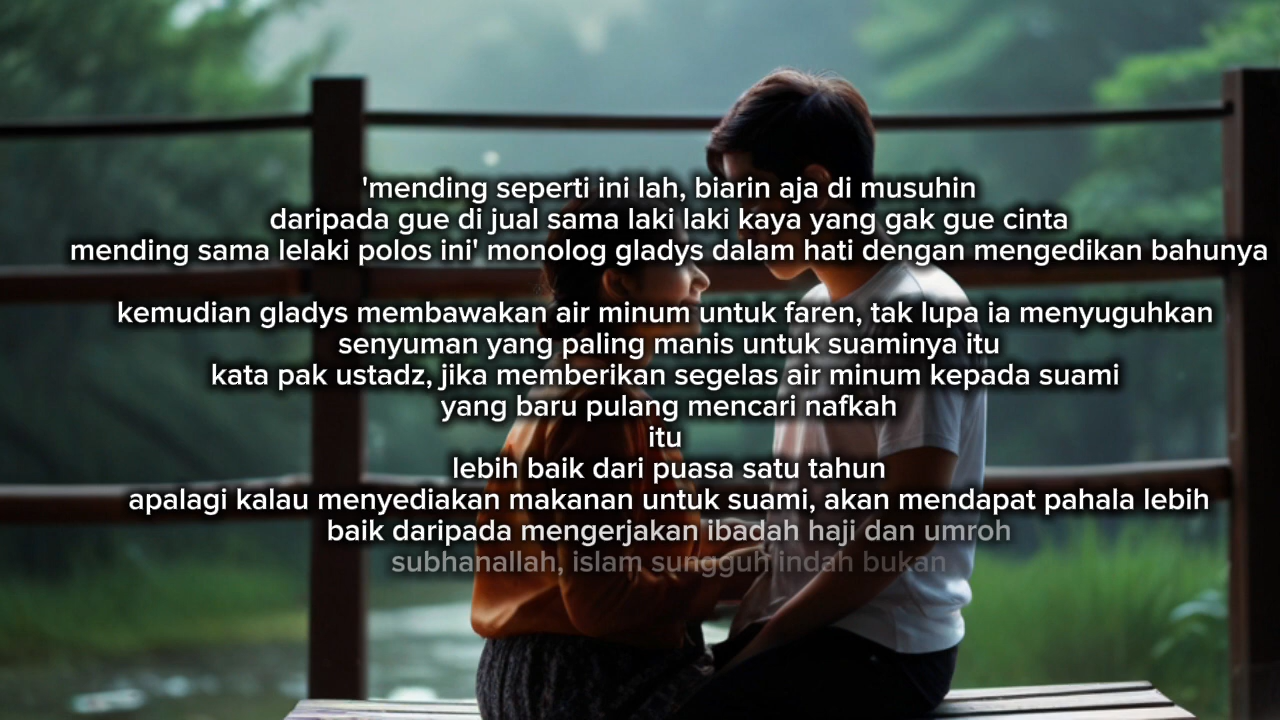 'mending seperti ini lah, biarin aja di musuhin
daripada gue di jual sama laki laki kaya yang gak gue cinta
mending sama lelaki polos ini' monolog gladys dalam hati dengan mengedikan bahunya
kemudian gladys membawakan air minum untuk faren, tak lupa ia menyuguhkan
senyuman yang paling manis untuk suaminya itu
kata pak ustadz, jika memberikan segelas air minum kepada suami
yang baru pulang mencari nafkah
itu
lebih baik dari puasa satu tahun
apalagi kalau menyediakan makanan untuk suami, akan mendapat pahala lebih
baik daripada mengerjakan ibadah haji dan umroh
subhanallah, islam sungguh indah bukan